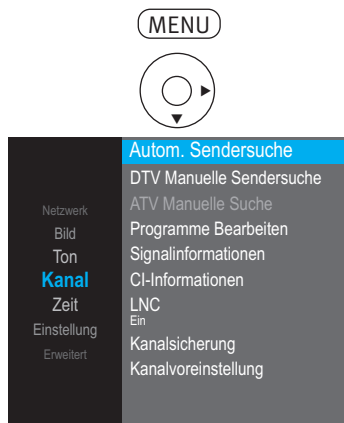 MENU
Netzwerk
Bild
Ton
Kanal
Zeit
Einstellung
Erweitert
Autom. Sendersuche
DTV Manuelle Sendersuche
ATV Manuelle Suche
Programme Bearbeiten
Signalinformationen
CI-Informationen
LNC
Ein
Kanalsicherung
Kanalvoreinstellung